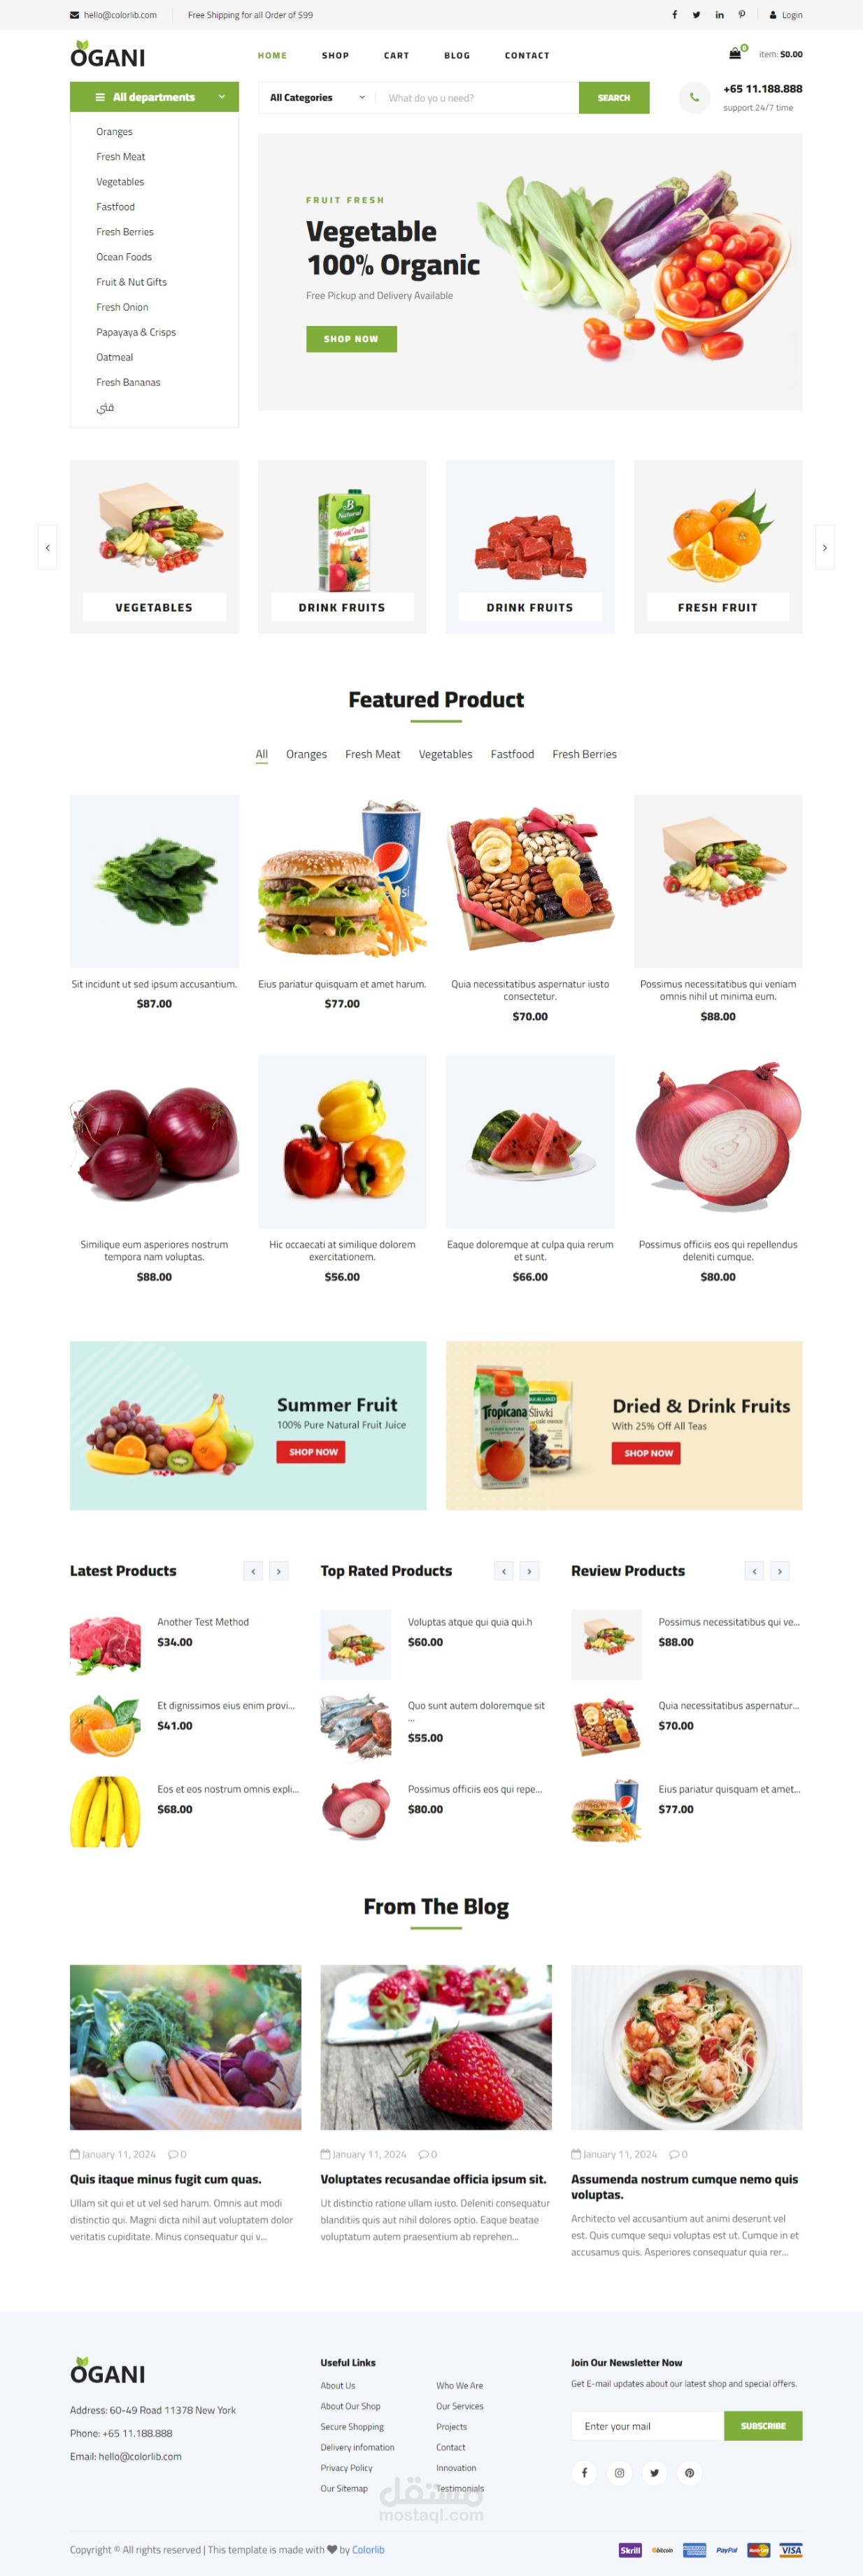 hello@colorlib.com
Free Shipping for all Order of $99
Login
OGANI
HOME SHOP CART BLOG CONTACT
0
item: $0.00
All departments
All Categories
What do yo u need?
SEARCH
+65 11.188.888
support 24/7 time
Oranges
Fresh Meat
Vegetables
Fastfood
Fresh Berries
Ocean Foods
Fruit & Nut Gifts
Fresh Onion
Papayaya & Crisps
Oatmeal
Fresh Bananas
FRUIT FRESH
Vegetable
100% Organic
Free Pickup and Delivery Available
SHOP NOW
B
Natural
Mixed Fruit
VEGETABLES
DRINK FRUITS
DRINK FRUITS
FRESH FRUIT
Featured Product
All Oranges Fresh Meat Vegetables Fastfood Fresh Berries
Sit incidunt ut sed ipsum accusantium.
$87.00
Eius pariatur quisquam et amet harum.
$77.00
Quia necessitatibus aspernatur iusto
consectetur.
$70.00
Possimus necessitatibus qui veniam
omnis nihil ut minima eum.
$88.00
Similique eum asperiores nostrum
tempora nam voluptas.
$88.00
Hic occaecati at similique dolorem
exercitationem.
$56.00
Eaque doloremque at culpa quia rerum
et sunt.
$66.00
Possimus officiis eos qui repellendus
deleniti cumque.
$80.00
Summer Fruit
100% Pure Natural Fruit Juice
SHOP NOW
Tropicana
Śliwki
Dried & Drink Fruits
With 25% Off All Teas
SHOP NOW
Latest Products
Another Test Method
$34.00
Et dignissimos eius enim provi...
$41.00
Eos et eos nostrum omnis expli...
$68.00
Top Rated Products
Voluptas atque qui quia qui.h
$60.00
Quo sunt autem doloremque sit
...
$55.00
Possimus officiis eos qui repe...
$80.00
Review Products
Possimus necessitatibus qui ve...
$88.00
Quia necessitatibus aspernatur...
$70.00
Eius pariatur quisquam et amet...
$77.00
From The Blog
January 11, 2024 0
Quis itaque minus fugit cum quas.
Ullam sit qui et ut vel sed harum. Omnis aut modi
distinctio qui. Magni dicta nihil aut voluptatem dolor
veritatis cupiditate. Minus consequatur qui v...
January 11, 2024 0
Voluptates recusandae officia ipsum sit.
Ut distinctio ratione ullam iusto. Deleniti consequatur
blanditiis quis aut nihil dolores optio. Eaque beatae
voluptatum autem praesentium ab reprehen...
January 11, 2024 0
Assumenda nostrum cumque nemo quis
voluptas.
Architecto vel accusantium aut animi deserunt vel
est. Quis cumque sequi voluptas est ut. Cumque in et
accusamus quis. Asperiores consequatur quia rer...
OGANI
Address: 60-49 Road 11378 New York
Phone: +65 11.188.888
Email: hello@colorlib.com
Useful Links
About Us
About Our Shop
Secure Shopping
Delivery infomation
Privacy Policy
Our Sitemap
Who We Are
Our Services
Projects
Contact
Innovation
Testimonials
Join Our Newsletter Now
Get E-mail updates about our latest shop and special offers.
Enter your mail
SUBSCRIBE
مستقل
mostaql.com
Copyright © All rights reserved | This template is made with ♥ by Colorlib
Skrill
bitcoin
PayPal
VISA